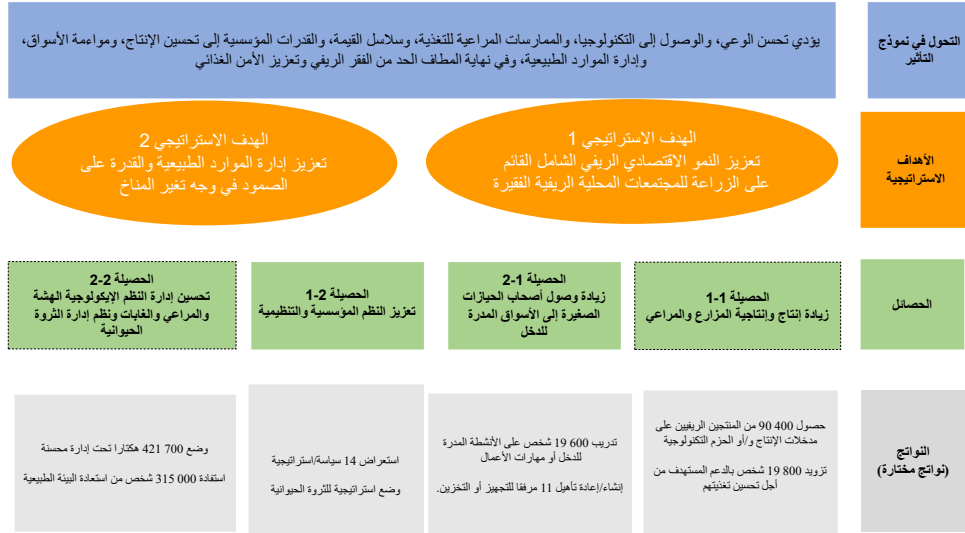 التحول في نموذج
التأثير
يؤدي تحسن الوعي، والوصول إلى التكنولوجيا، والممارسات المراعية للتغذية، وسلاسل القيمة، والقدرات المؤسسية إلى تحسين الإنتاج، ومواءمة الأسواق،
وإدارة الموارد الطبيعية، وفي نهاية المطاف الحد من الفقر الريفي وتعزيز الأمن الغذائي
الأهداف
الاستراتيجية
الهدف الاستراتيجي 1
تعزيز النمو الاقتصادي الريفي الشامل القائم
على الزراعة للمجتمعات المحلية الريفية الفقيرة
الهدف الاستراتيجي 2
تعزيز إدارة الموارد الطبيعية والقدرة على
الصمود في وجه تغير المناخ
الحصائل
الحصيلة 1-1
زيادة إنتاج وإنتاجية المزارع والمراعي
الحصيلة 1-2
زيادة وصول أصحاب الحيازات
الصغيرة إلى الأسواق المدرة
للدخل
الحصيلة 2-1
تعزيز النظم المؤسسية والتنظيمية
الحصيلة 2-2
تحسين إدارة النظم الإيكولوجية الهشة
والمراعي والغابات ونظم إدارة الثروة
الحيوانية
النواتج
(نواتج مختارة)
حصول 400 90 من المنتجين الريفيين على
مدخلات الإنتاج و/أو الحزم التكنولوجية
تزويد 800 19 شخص بالدعم المستهدف من
أجل تحسين تغذيتهم
تدريب 600 19 شخص على الأنشطة المدرة
للدخل أو مهارات الأعمال
إنشاء/إعادة تأهيل 11 مرفقا للتجهيز أو التخزين.
استعراض 14 سياسة/استراتيجية
وضع استراتيجية للثروة الحيوانية
وضع 700 421 هكتارا تحت إدارة محسنة
استفادة 000 315 شخص من استعادة البيئة الطبيعية